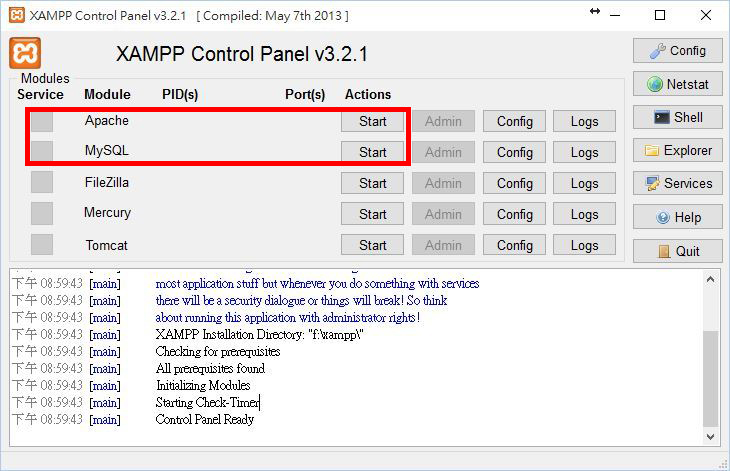 XAMPP Control Panel v3.2.1 [ Compiled: May 7th 2013 ]
XAMPP Control Panel v3.2.1
Config
Modules
Service Module PID(s) Port(s) Actions
Netstat
Apache Start Admin Config Logs
Shell
MySQL Start Admin Config Logs
Explorer
FileZilla Start Admin Config Logs
Services
Mercury Start Admin Config Logs
Help
Tomcat Start Admin Config Logs
Quit
下午 08:59:43 [main] most application stuff but whenever you do something with services
下午 08:59:43 [main] there will be a security dialogue or things will break! So think
下午 08:59:43 [main] about running this application with administrator rights!
下午 08:59:43 [main] XAMPP Installation Directory: "f:\xampp\"
下午 08:59:43 [main] Checking for prerequisites
下午 08:59:43 [main] All prerequisites found
下午 08:59:43 [main] Initializing Modules
下午 08:59:43 [main] Starting Check-Timer
下午 08:59:43 [main] Control Panel Ready